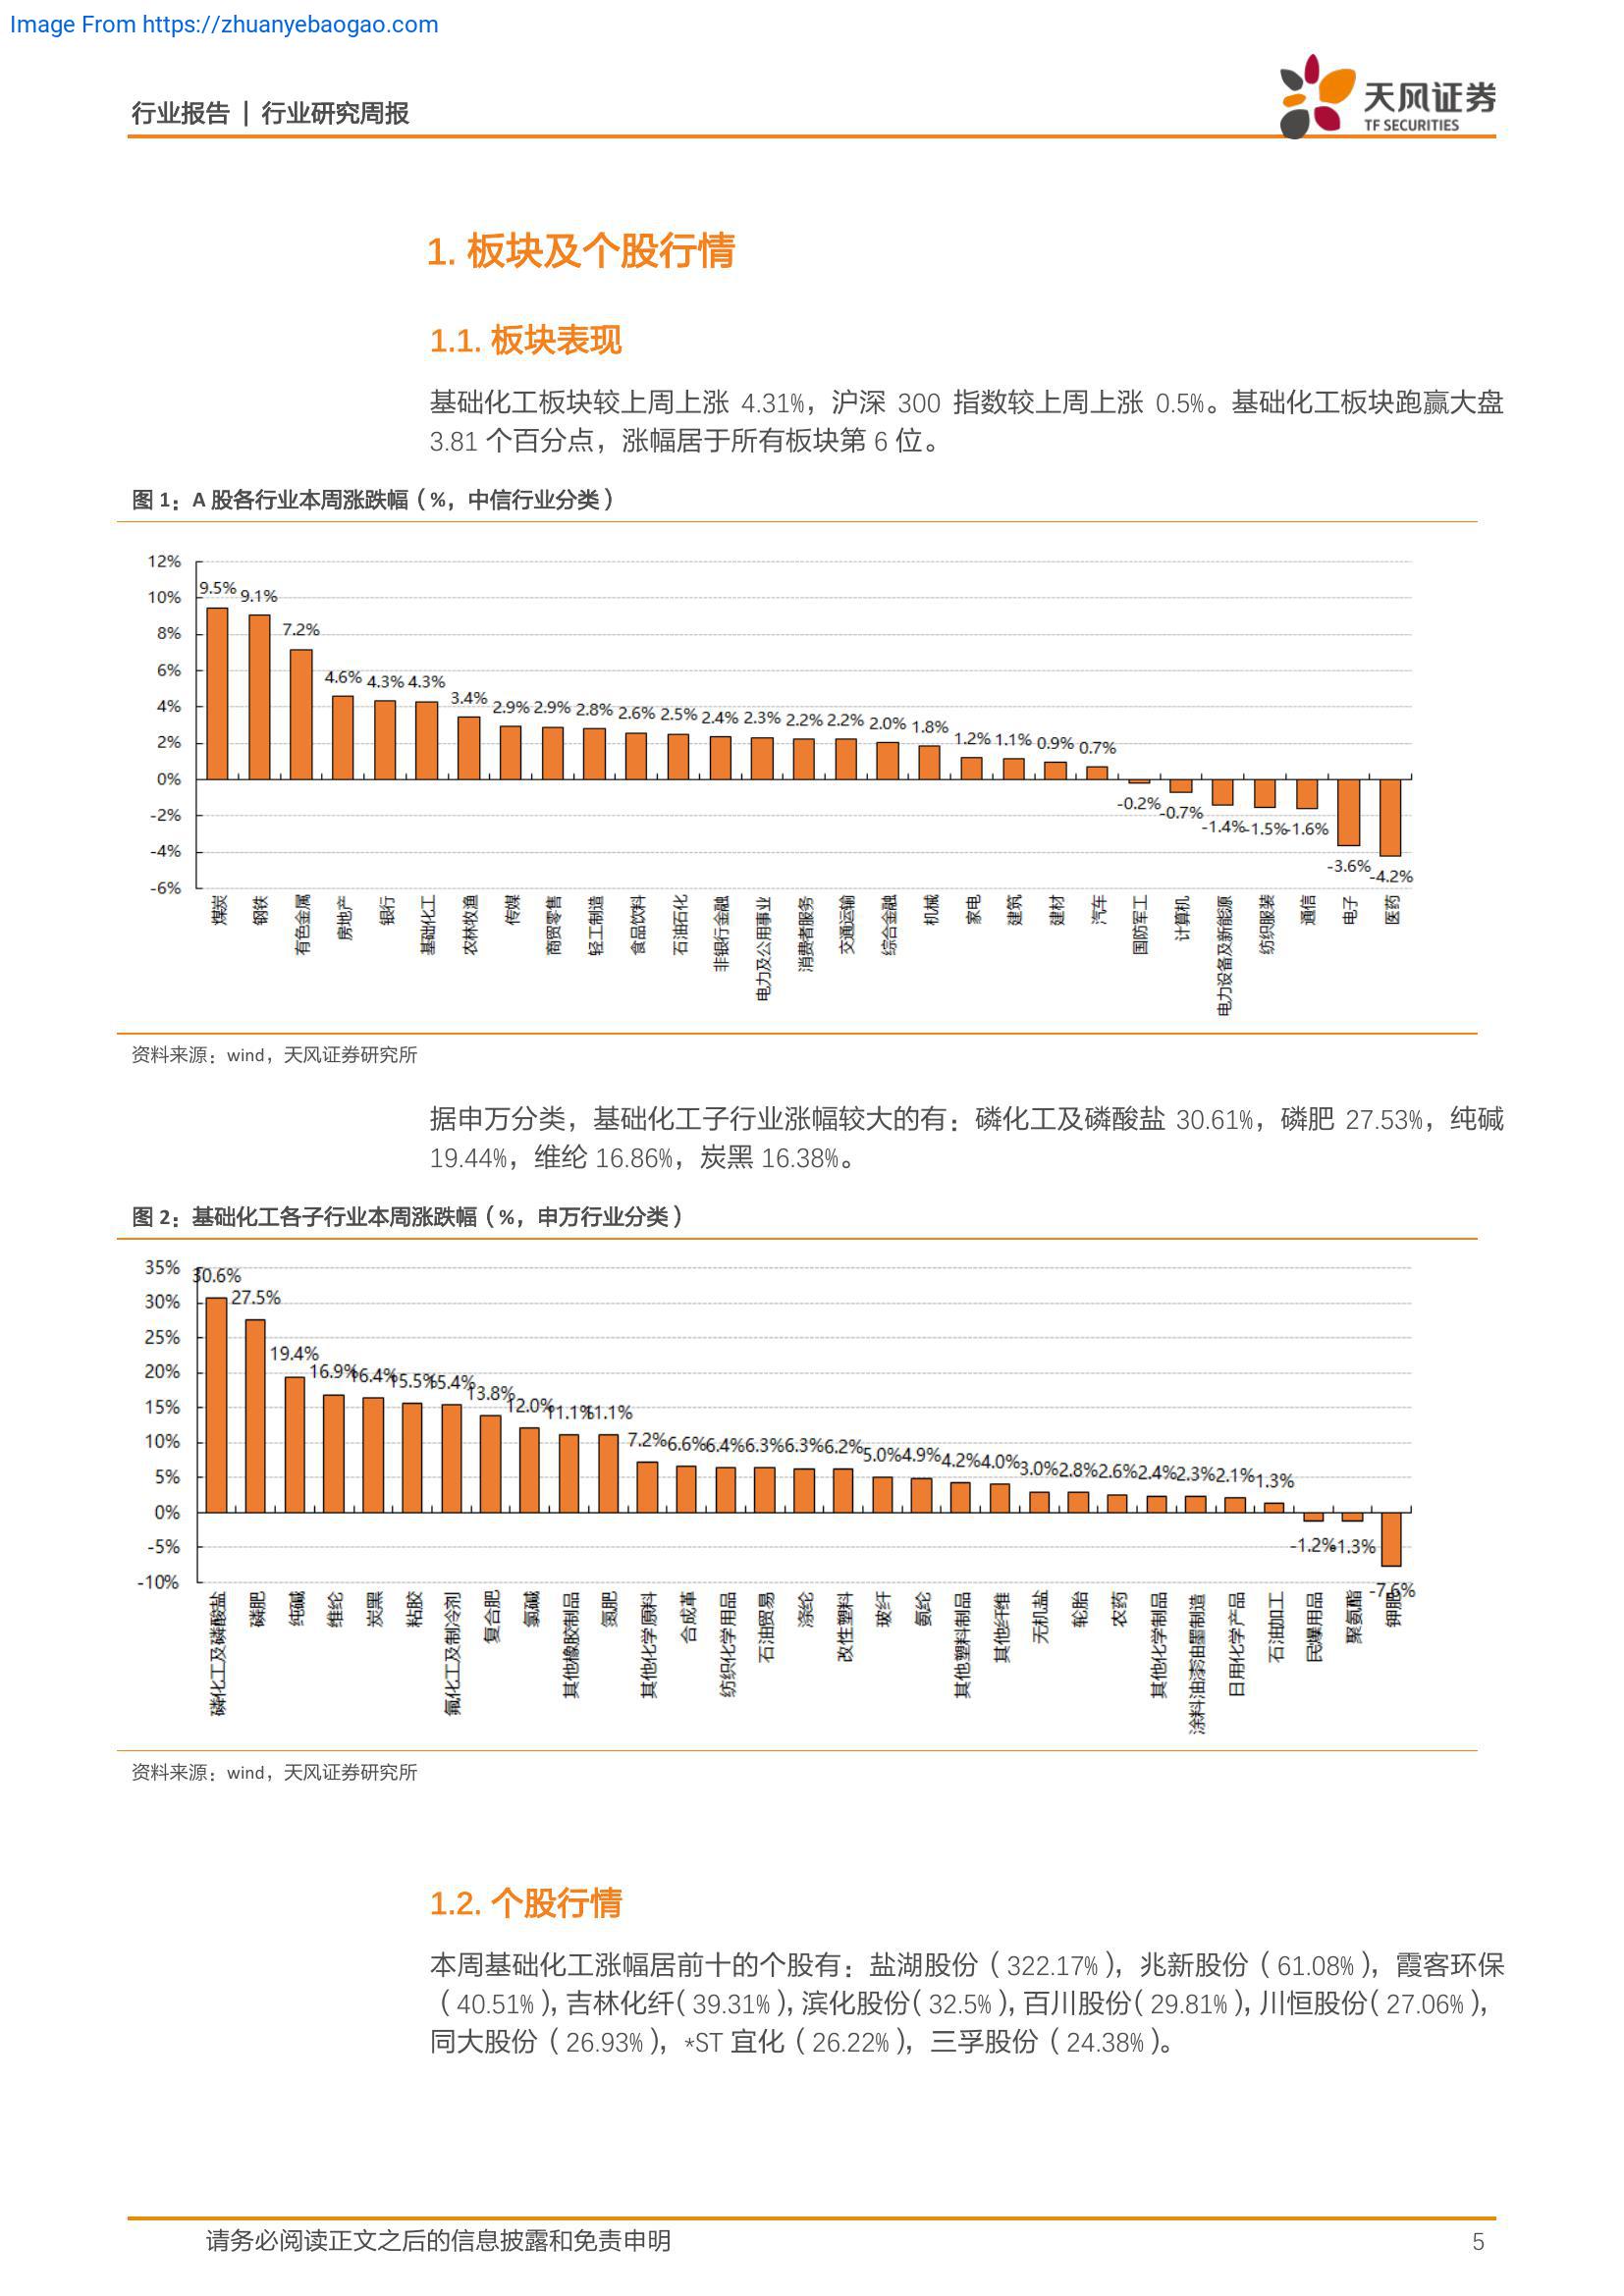 Image From https://zhuanyebaogao.com
行业报告 | 行业研究周报
天风证券
TF SECURITIES
1. 板块及个股行情
1.1. 板块表现
基础化工板块较上周上涨 4.31%，沪深 300 指数较上周上涨 0.5%。基础化工板块跑赢大盘
3.81 个百分点，涨幅居于所有板块第 6 位。
图 1：A 股各行业本周涨跌幅（%，中信行业分类）
12%
10%
8%
6%
4%
2%
0%
-2%
-4%
-6%
9.5% 9.1% 7.2% 4.6% 4.3% 4.3% 3.4% 2.9% 2.9% 2.8% 2.6% 2.5% 2.4% 2.3% 2.2% 2.2% 2.0% 1.8% 1.2% 1.1% 0.9% 0.7% -0.2% -0.7% -1.4% -1.5% -1.6% -3.6% -4.2%
煤炭 钢铁 有色金属 房地产 银行 基础化工 农林牧渔 传媒 商贸零售 轻工制造 食品饮料 石油石化 非银行金融 电力及公用事业 消费者服务 交通运输 综合金融 机械 家电 建筑 建材 汽车 国防军工 计算机 电力设备及新能源 纺织服装 通信 电子 医药
资料来源：wind，天风证券研究所
据申万分类，基础化工子行业涨幅较大的有：磷化工及磷酸盐 30.61%，磷肥 27.53%，纯碱
19.44%，维纶 16.86%，炭黑 16.38%。
图 2：基础化工各子行业本周涨跌幅（%，申万行业分类）
35%
30%
25%
20%
15%
10%
5%
0%
-5%
-10%
30.6% 27.5% 19.4% 16.9% 16.4% 15.5% 15.4% 13.8% 12.0% 11.1% 11.1% 7.2% 6.6% 6.4% 6.3% 6.3% 6.2% 5.0% 4.9% 4.2% 4.0% 3.0% 2.8% 2.6% 2.4% 2.3% 2.1% 1.3% -1.2% -1.3% -7.6%
磷化工及磷酸盐 磷肥 纯碱 维纶 炭黑 粘胶 氟化工及制冷剂 复合肥 氯碱 其他橡胶制品 氮肥 其他化学原料 合成革 纺织化学用品 石油贸易 涤纶 改性塑料 玻纤 氨纶 其他塑料制品 其他纤维 无机盐 轮胎 农药 其他化学制品 涂料油漆油墨制造 日用化学产品 石油加工 民爆用品 聚氨酯 钾肥
资料来源：wind，天风证券研究所
1.2. 个股行情
本周基础化工涨幅居前十的个股有：盐湖股份（322.17%），兆新股份（61.08%），霞客环保
（40.51%），吉林化纤（39.31%），滨化股份（32.5%），百川股份（29.81%），川恒股份（27.06%），
同大股份（26.93%），*ST 宜化（26.22%），三孚股份（24.38%）。
请务必阅读正文之后的信息披露和免责申明
5